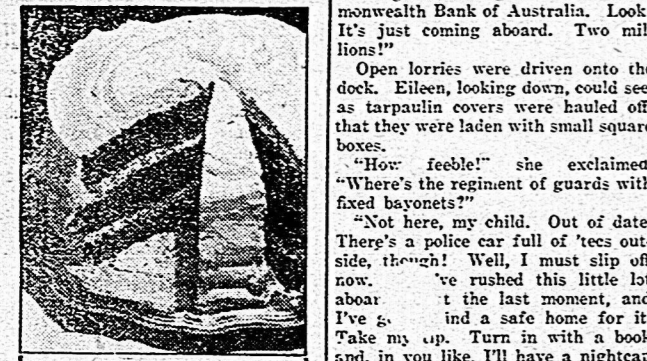 monwealth Bank of Australia. Look
It's just coming aboard. Two mil
lions!"
Open lorries were driven onto the
dock. Eileen, looking down, could see
as tarpaulin covers were hauled off
that they were laden with small square
boxes.
"How feeble!" she exclaimed
"Where's the regiment of guards with
fixed bayonets?"
"Not here, my child. Out of date
There's a police car full of 'tecs out-
side, though! Well, I must slip off
now. 've rushed this little lot
aboar t the last moment, and
I've g ind a safe home for it
Take my ip. Turn in with a book
and, in you like, I'll have a nightcap